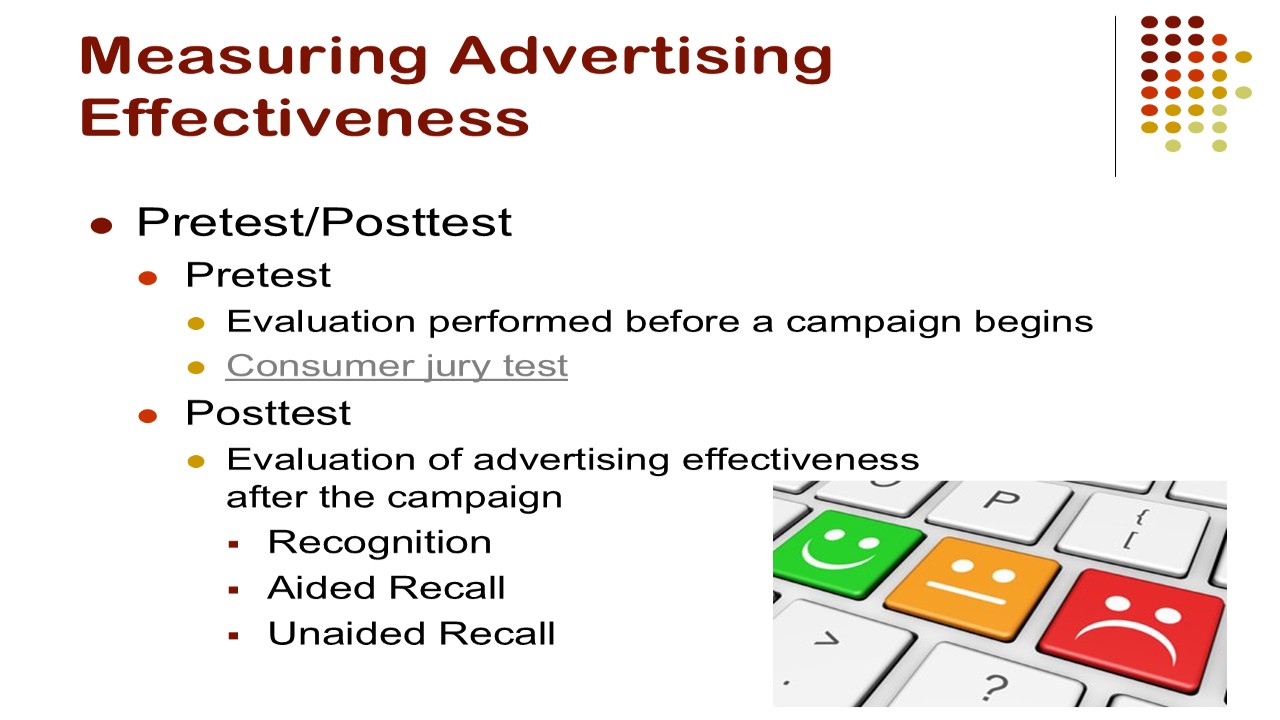 Measuring Advertising
Effectiveness
Pretest/Posttest
Pretest
Evaluation performed before a campaign begins
Consumer jury test
Posttest
Evaluation of advertising effectiveness
after the campaign
Recognition
Aided Recall
Unaided Recall
P
{
[
>
.
?